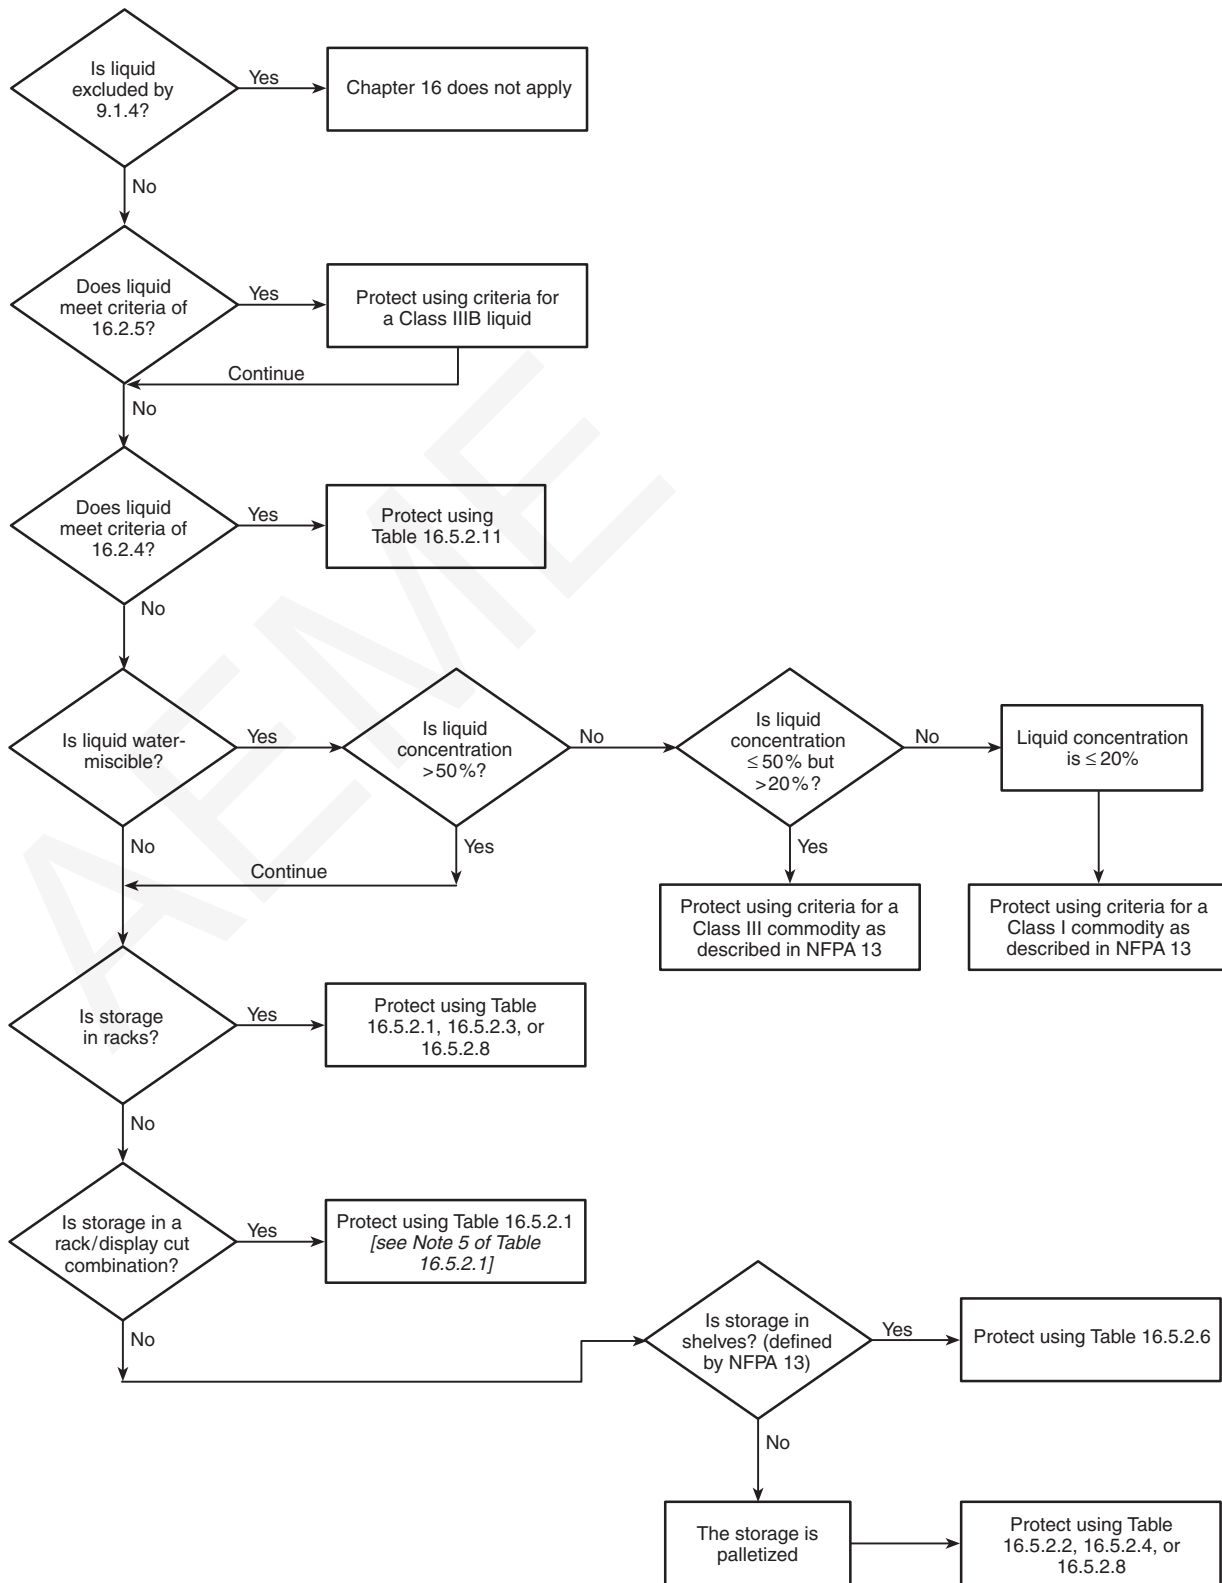 Is liquid
excluded by
9.1.4?
Yes
Chapter 16 does not apply
No
Does liquid
meet criteria of
16.2.5?
Yes
Protect using criteria for
a Class IIIB liquid
Continue
No
Does liquid
meet criteria of
16.2.4?
Yes
Protect using
Table 16.5.2.11
No
Is liquid water-
miscible?
Yes
Is liquid
concentration
>50%?
No
Is liquid
concentration
≤ 50% but
>20%?
No
Liquid concentration
is ≤ 20%
No
Yes
Yes
Continue
Protect using criteria for a
Class III commodity as
described in NFPA 13
Protect using criteria for a
Class I commodity as
described in NFPA 13
Is storage
in racks?
Yes
Protect using Table
16.5.2.1, 16.5.2.3, or
16.5.2.8
No
Is storage in a
rack/display cut
combination?
Yes
Protect using Table 16.5.2.1
[see Note 5 of Table
16.5.2.1]
No
Is storage in
shelves? (defined
by NFPA 13)
Yes
Protect using Table 16.5.2.6
No
The storage is
palletized
Protect using Table
16.5.2.2, 16.5.2.4, or
16.5.2.8
AEME